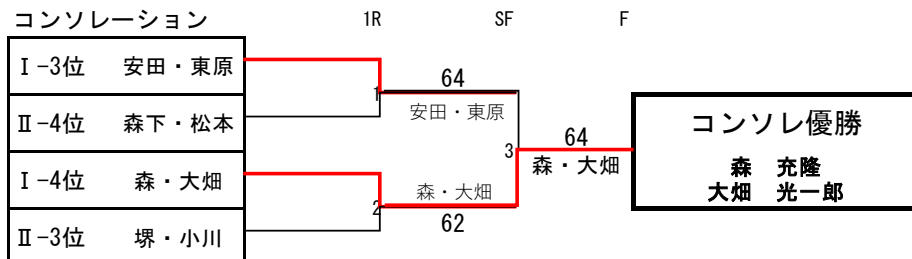 コンソレーション 1R SF F
Ⅰ-3位 安田・東原
64
1
安田・東原
Ⅱ-4位 森下・松本
3
64
森・大畑
コンソレ優勝
森 充隆
大畑 光一郎
Ⅰ-4位 森・大畑
森・大畑
2
62
Ⅱ-3位 堺・小川